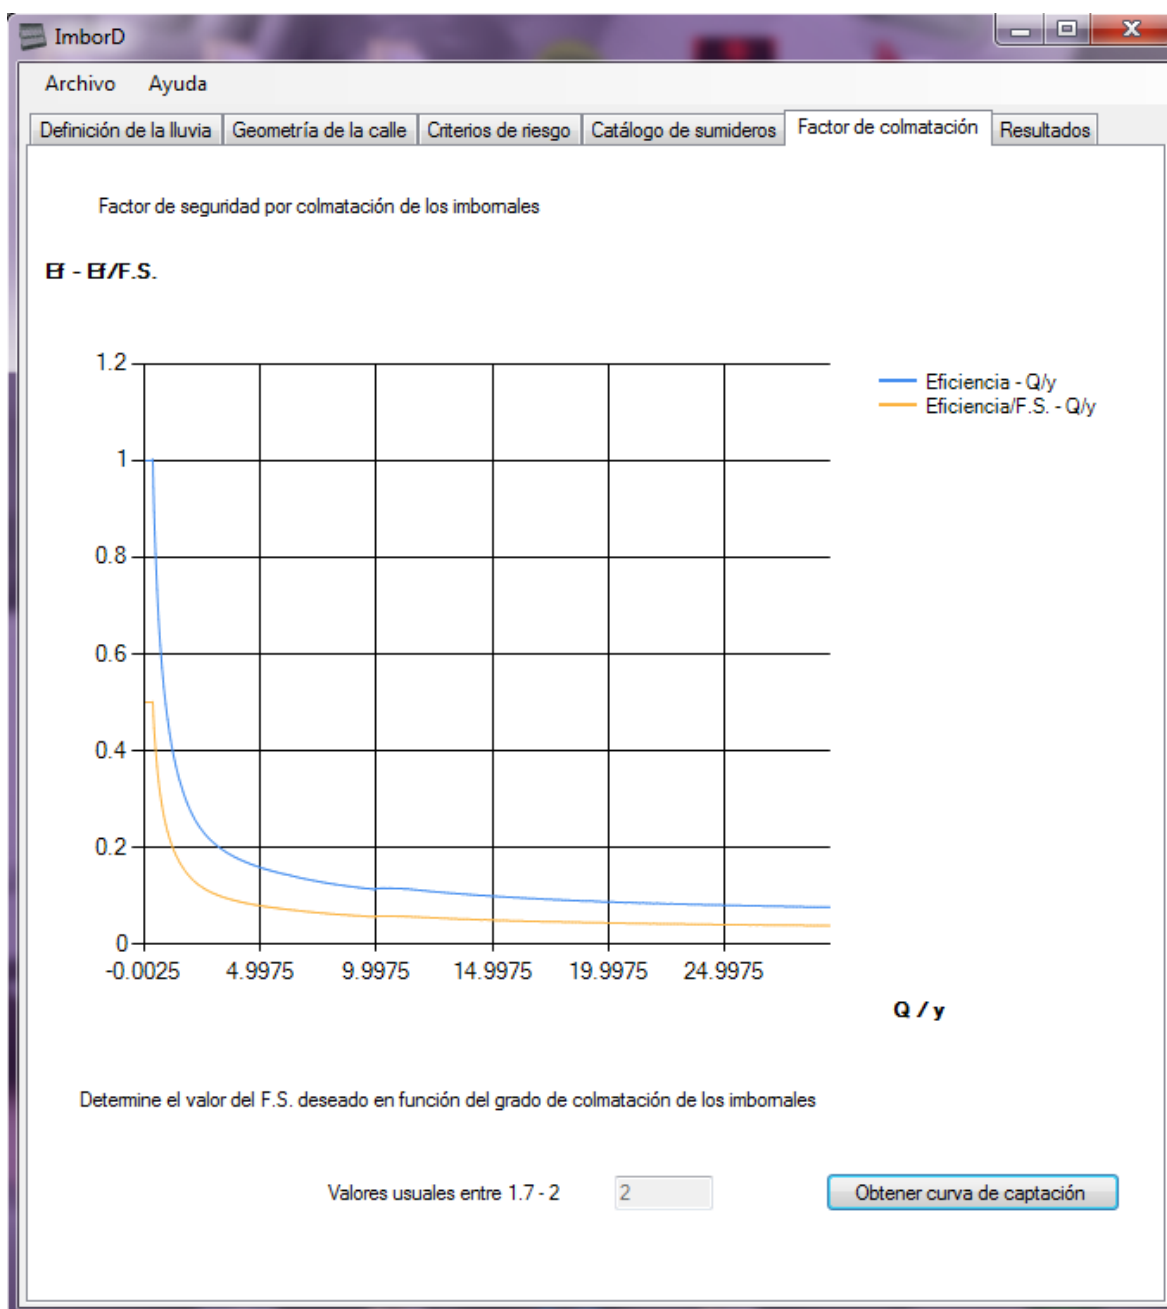 ImborD
Archivo Ayuda
Definición de la lluvia Geometría de la calle Criterios de riesgo Catálogo de sumideros Factor de colmatación Resultados
Factor de seguridad por colmatación de los imbornales
Ef - Ef/F.S.
Eficiencia - Q/y
Eficiencia/F.S. - Q/y
1.2
1
0.8
0.6
0.4
0.2
0
-0.0025 4.9975 9.9975 14.9975 19.9975 24.9975
Q / y
Determine el valor del F.S. deseado en función del grado de colmatación de los imbornales
Valores usuales entre 1.7 - 2 2 Obtener curva de captación